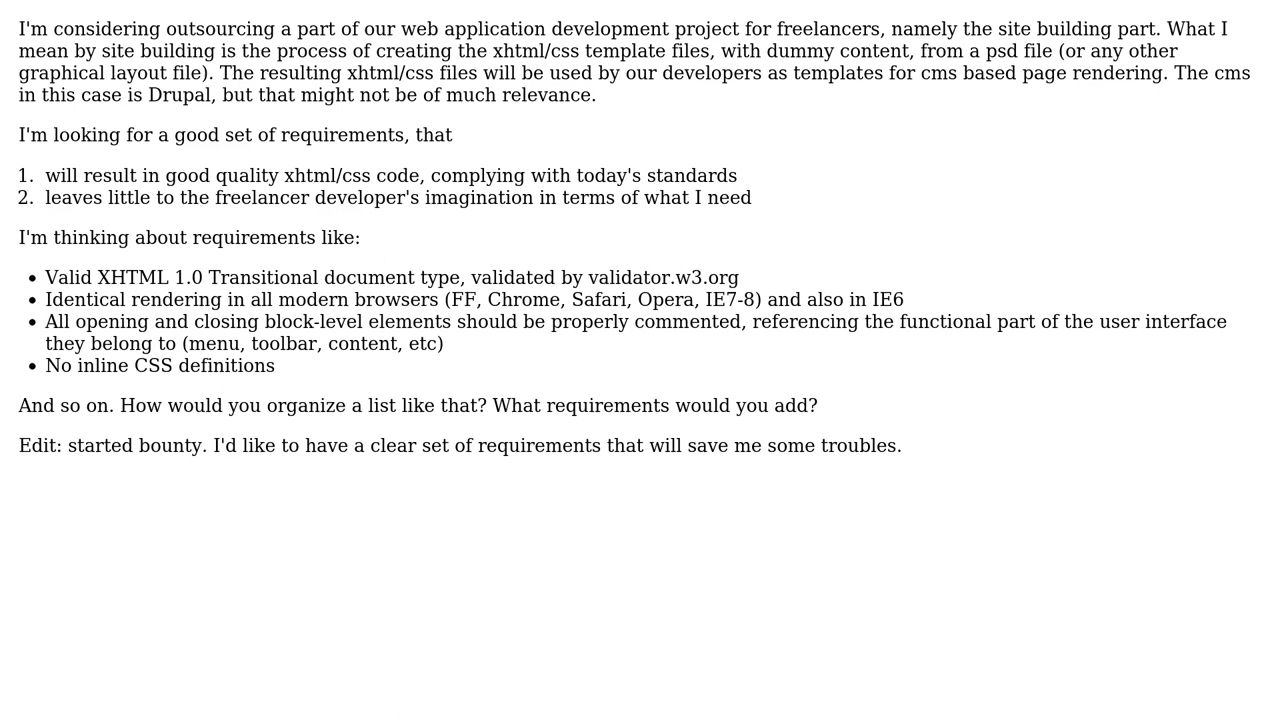 I'm considering outsourcing a part of our web application development project for freelancers, namely the site building part. What I
mean by site building is the process of creating the xhtml/css template files, with dummy content, from a psd file (or any other
graphical layout file). The resulting xhtml/css files will be used by our developers as templates for cms based page rendering. The cms
in this case is Drupal, but that might not be of much relevance.
I'm looking for a good set of requirements, that
1. will result in good quality xhtml/css code, complying with today's standards
2. leaves little to the freelancer developer's imagination in terms of what I need
I'm thinking about requirements like:
• Valid XHTML 1.0 Transitional document type, validated by validator.w3.org
• Identical rendering in all modern browsers (FF, Chrome, Safari, Opera, IE7-8) and also in IE6
• All opening and closing block-level elements should be properly commented, referencing the functional part of the user interface
they belong to (menu, toolbar, content, etc)
• No inline CSS definitions
And so on. How would you organize a list like that? What requirements would you add?
Edit: started bounty. I'd like to have a clear set of requirements that will save me some troubles.